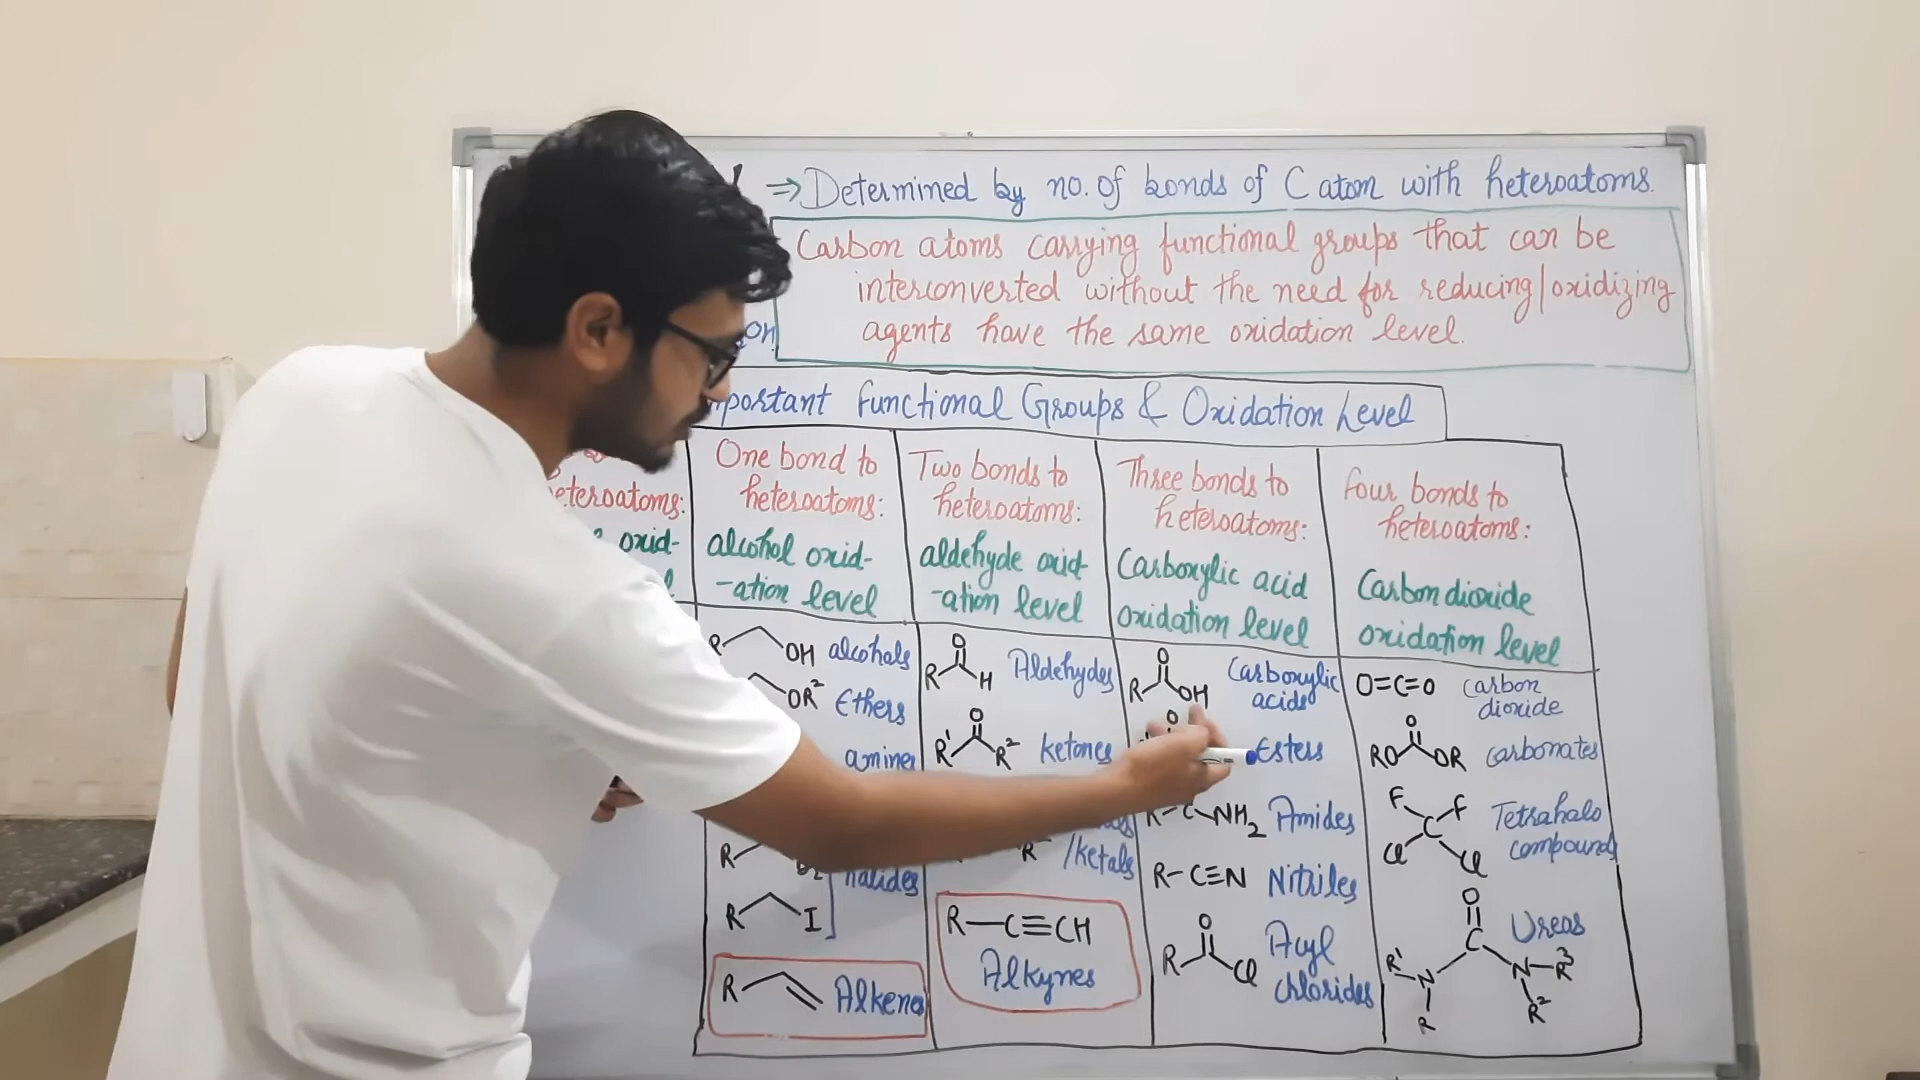 ⇒ Determined by no. of bonds of C atom with heteroatoms.
Carbon atoms carrying functional groups that can be
interconverted without the need for reducing/oxidizing
agents have the same oxidation level.
Functional Groups & Oxidation Level
One bond to
heteroatoms:
alcohol oxid-
-ation level
R OH alcohols
OR² Ethers
R
R I
R Alkene
Two bonds to
heteroatoms:
aldehyde oxid-
-ation level
R O H Aldehydes
R¹ O R² ketones
/ketals
R-C≡CH
Alkynes
Three bonds to
heteroatoms:
Carboxylic acid
oxidation level
R O OH Carboxylic
acids
O Esters
C-NH₂ Amides
R-C≡N Nitriles
R O Cl Acyl
chlorides
Four bonds to
heteroatoms:
Carbon dioxide
oxidation level
O=C=O Carbon
dioxide
RO O OR carbonates
F F C Cl Cl Tetrahalo
compounds
O C Ureas
R¹-N N-R³
R R²